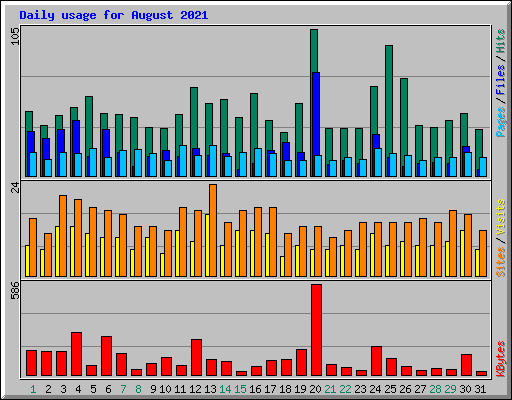 Daily usage for August 2021
105
Pages / Files / Hits
24
Sites / Visits
586
KBytes
1 2 3 4 5 6 7 8 9 10 11 12 13 14 15 16 17 18 19 20 21 22 23 24 25 26 27 28 29 30 31